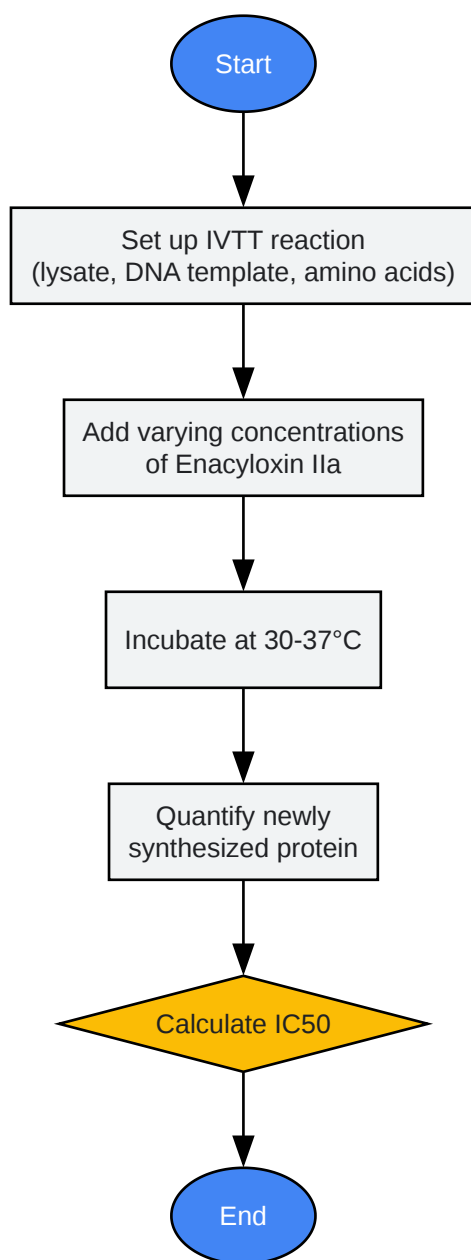 Start
Set up IVTT reaction
(lysate, DNA template, amino acids)
Add varying concentrations
of Enacyloxin IIa
Incubate at 30-37°C
Quantify newly
synthesized protein
Calculate IC50
End